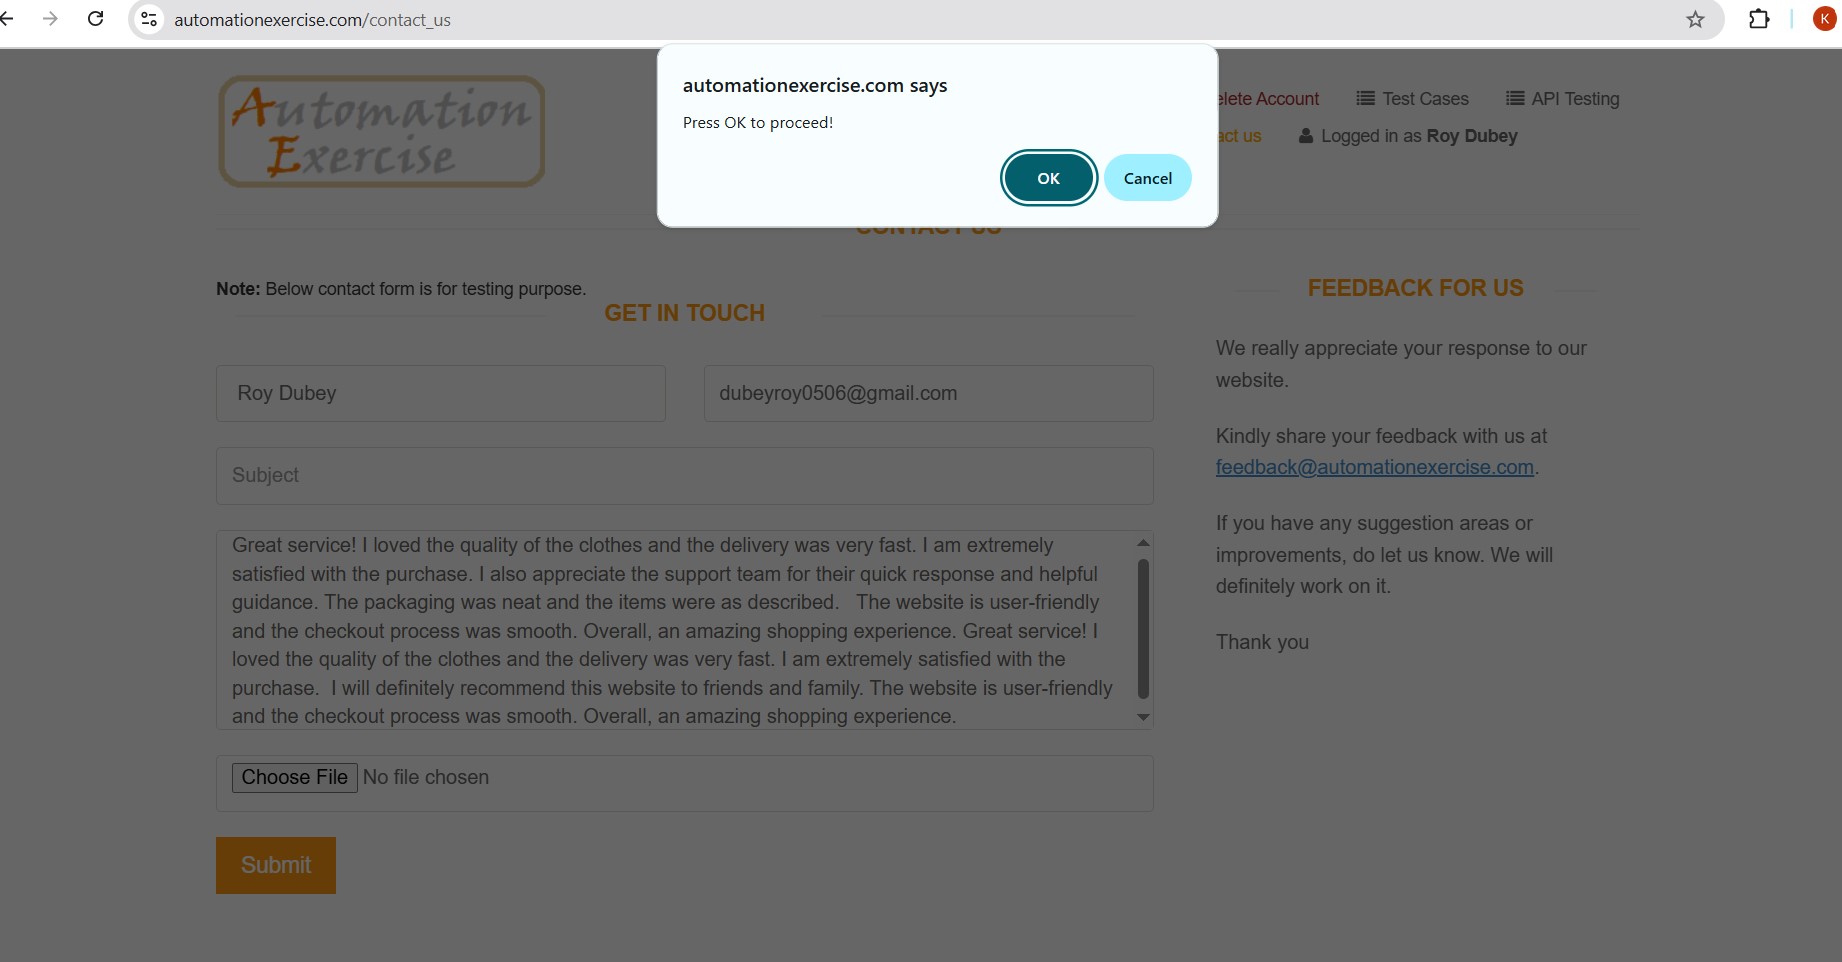 automationexercise.com/contact_us
K
automationexercise.com says
Press OK to proceed!
OK
Cancel
Automation
Exercise
elete Account
Test Cases
API Testing
act us
Logged in as Roy Dubey
CONTACT US
Note: Below contact form is for testing purpose.
GET IN TOUCH
Roy Dubey
dubeyroy0506@gmail.com
Subject
Great service! I loved the quality of the clothes and the delivery was very fast. I am extremely
satisfied with the purchase. I also appreciate the support team for their quick response and helpful
guidance. The packaging was neat and the items were as described.   The website is user-friendly
and the checkout process was smooth. Overall, an amazing shopping experience. Great service! I
loved the quality of the clothes and the delivery was very fast. I am extremely satisfied with the
purchase.  I will definitely recommend this website to friends and family. The website is user-friendly
and the checkout process was smooth. Overall, an amazing shopping experience.
Choose File No file chosen
Submit
FEEDBACK FOR US
We really appreciate your response to our
website.
Kindly share your feedback with us at
feedback@automationexercise.com.
If you have any suggestion areas or
improvements, do let us know. We will
definitely work on it.
Thank you